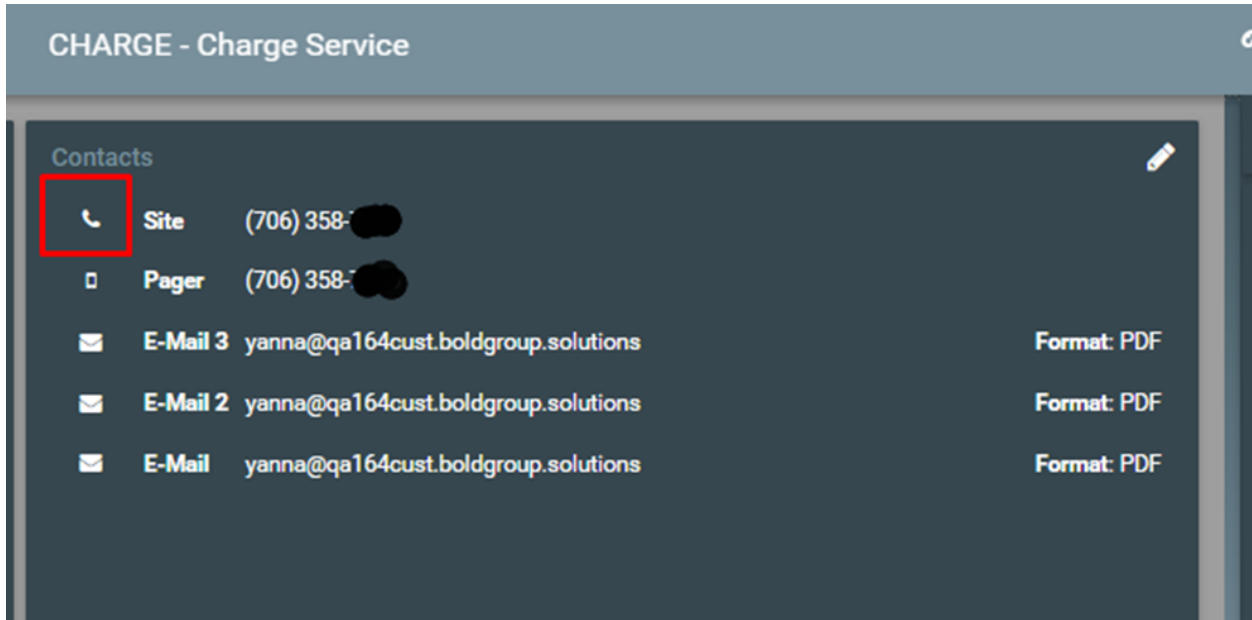 CHARGE - Charge Service
Contacts
Site (706) 358-
Pager (706) 358-
E-Mail 3 yanna@qa164cust.boldgroup.solutions Format: PDF
E-Mail 2 yanna@qa164cust.boldgroup.solutions Format: PDF
E-Mail yanna@qa164cust.boldgroup.solutions Format: PDF